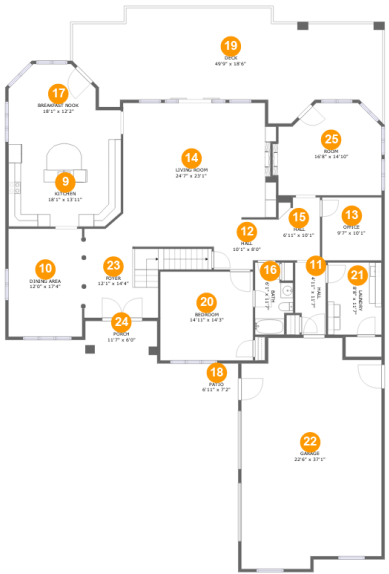 19
DECK
49'9" x 18'6"
17
BREAKFAST NOOK
18'1" x 12'2"
25
ROOM
16'8" x 14'10"
14
LIVING ROOM
24'7" x 23'1"
9
KITCHEN
18'1" x 13'11"
15
HALL
6'11" x 10'1"
13
OFFICE
9'7" x 10'1"
12
HALL
10'1" x 8'0"
10
DINING AREA
12'0" x 17'4"
23
FOYER
12'1" x 14'4"
16
BATH
11
HALL
21
LAUNDRY
20
BEDROOM
14'11" x 14'3"
24
PORCH
11'7" x 6'0"
18
PATIO
6'11" x 7'2"
22
GARAGE
22'6" x 37'1"